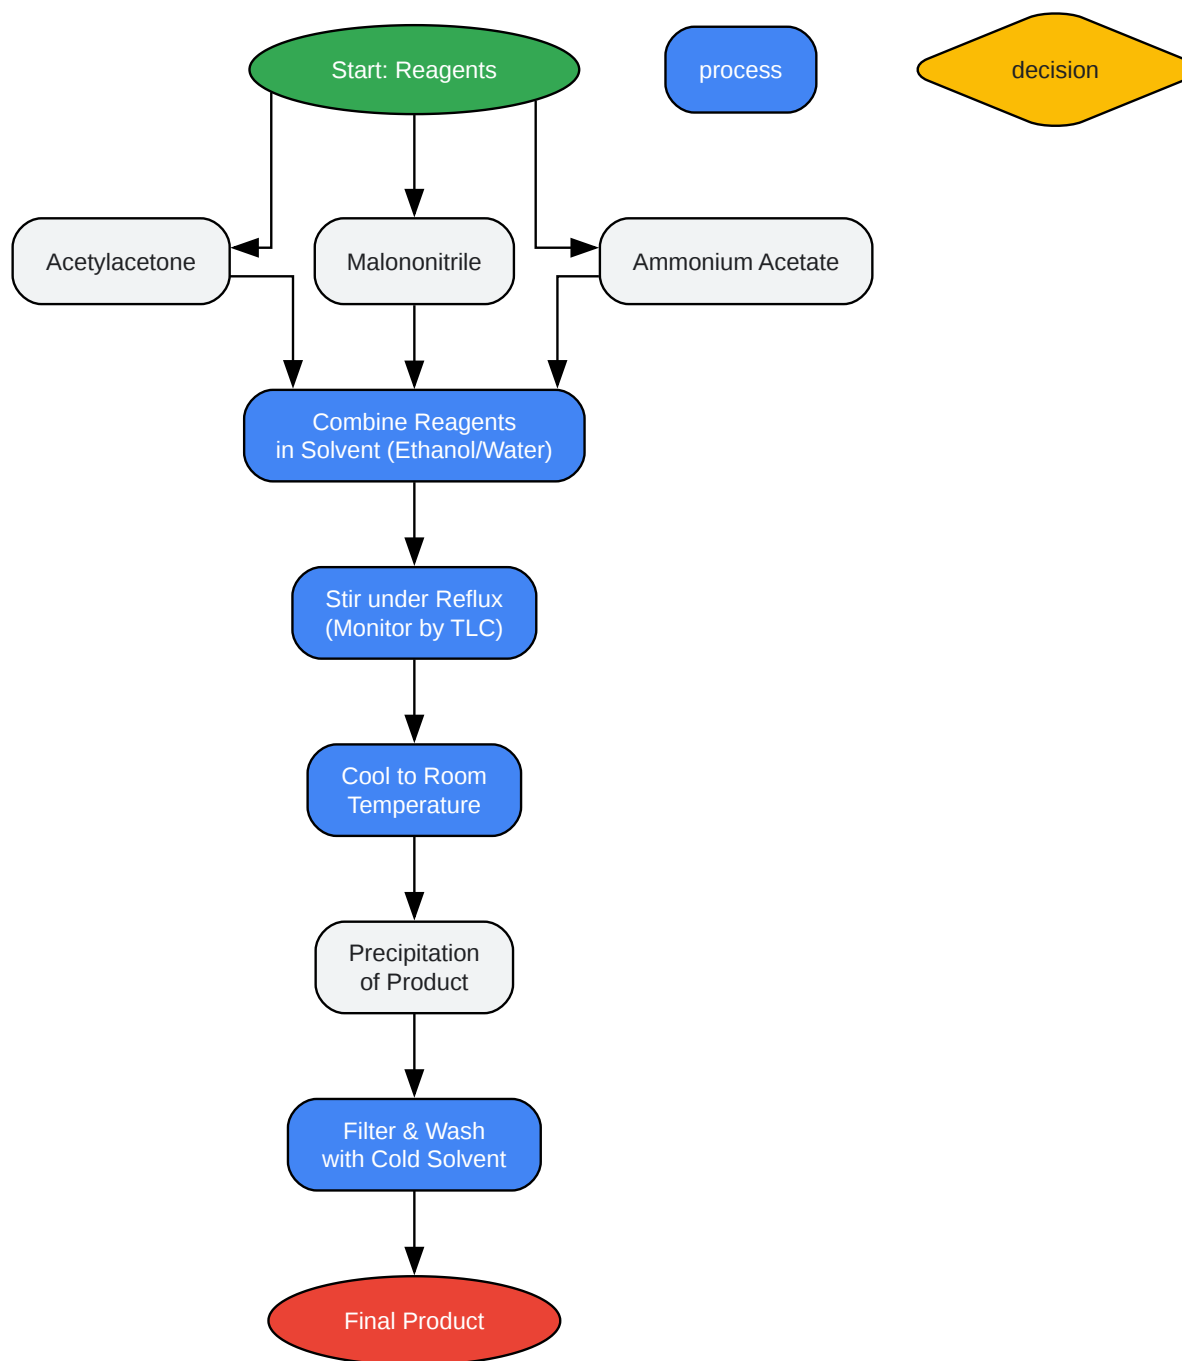 Start: Reagents
process
decision
Acetylacetone
Malononitrile
Ammonium Acetate
Combine Reagents
in Solvent (Ethanol/Water)
Stir under Reflux
(Monitor by TLC)
Cool to Room
Temperature
Precipitation
of Product
Filter & Wash
with Cold Solvent
Final Product